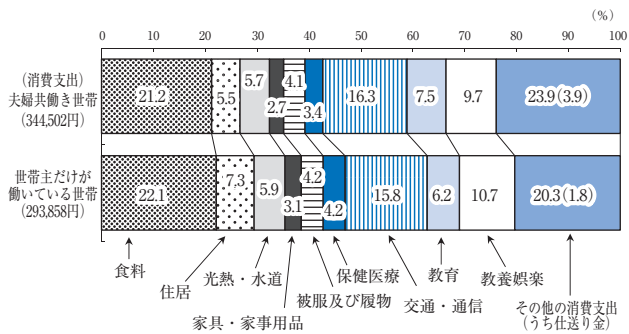 (%)
0 10 20 30 40 50 60 70 80 90 100
(消費支出)
夫婦共働き世帯
(344,502円)
21.2 5.5 5.7 2.7 4.1 3.4 16.3 7.5 9.7 23.9(3.9)
世帯主だけが
働いている世帯
(293,858円)
22.1 7.3 5.9 3.1 4.2 4.2 15.8 6.2 10.7 20.3(1.8)
食料
住居
光熱・水道
家具・家事用品
被服及び履物
保健医療
交通・通信
教育
教養娯楽
その他の消費支出
(うち仕送り金)